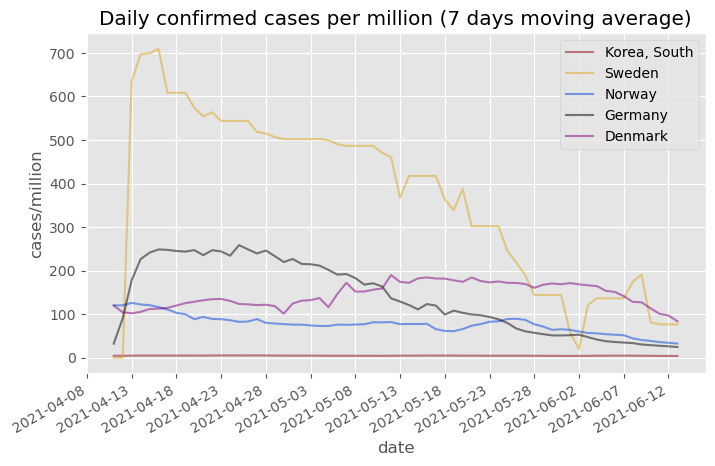 Daily confirmed cases per million (7 days moving average)
Korea, South
Sweden
Norway
Germany
Denmark
cases/million
700
600
500
400
300
200
100
0
2021-04-08
2021-04-13
2021-04-18
2021-04-23
2021-04-28
2021-05-03
2021-05-08
2021-05-13
2021-05-18
2021-05-23
2021-05-28
2021-06-02
2021-06-07
2021-06-12
date